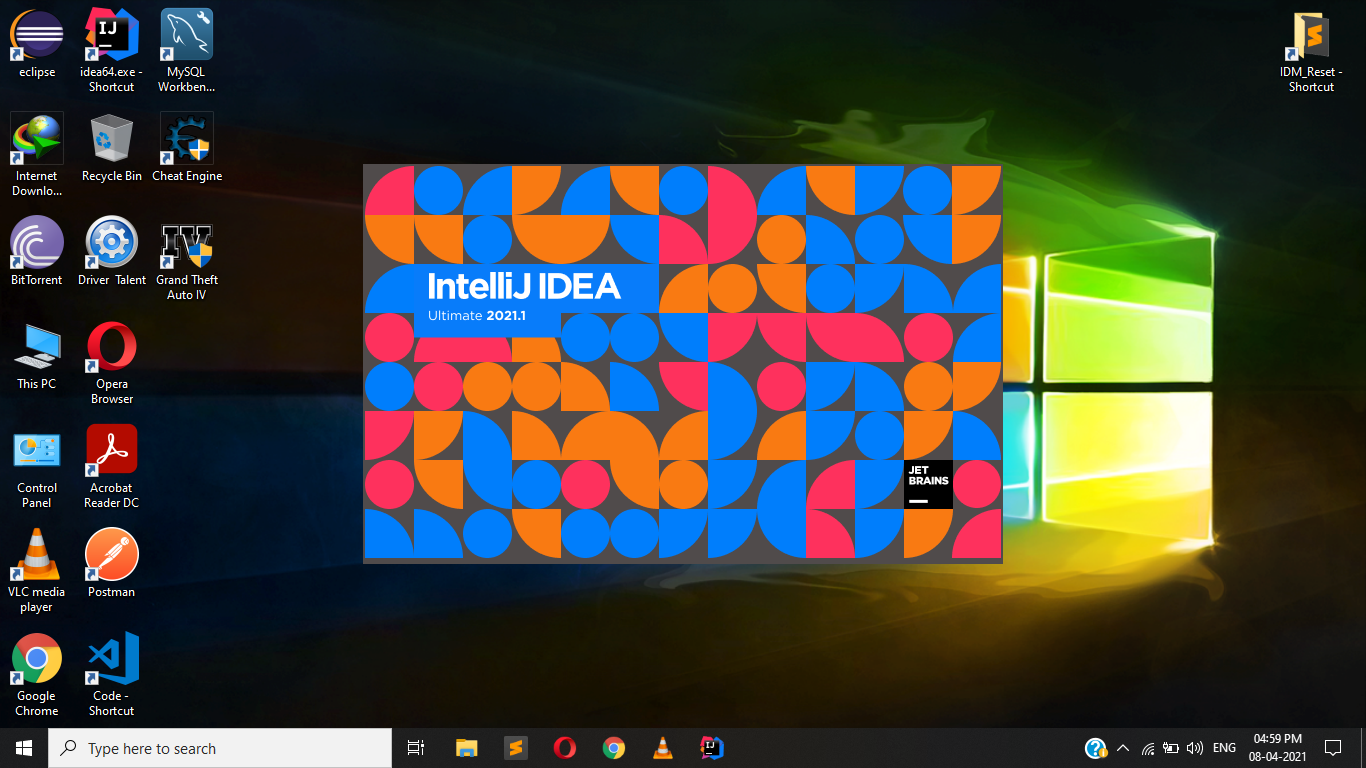 eclipse
idea64.exe -
Shortcut
MySQL
Workben...
IDM_Reset -
Shortcut
Internet
Downlo...
Recycle Bin
Cheat Engine
BitTorrent
Driver Talent
Grand Theft
Auto IV
This PC
Opera
Browser
Control
Panel
Acrobat
Reader DC
VLC media
player
Postman
Google
Chrome
Code -
Shortcut
IJ
IV
IntelliJ IDEA
Ultimate 2021.1
JET
BRAINS
Type here to search
IJ
ENG
04:59 PM
08-04-2021